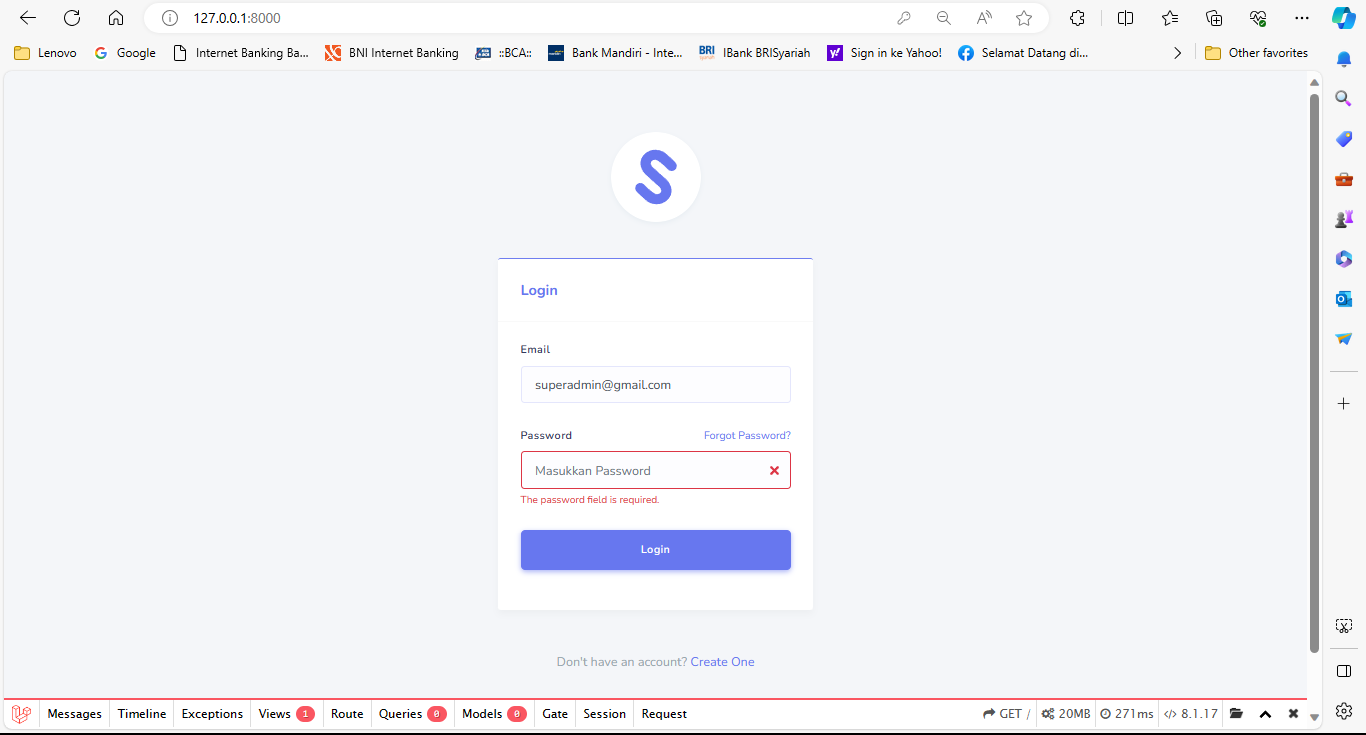 127.0.0.1:8000
Lenovo Google Internet Banking Ba... BNI Internet Banking ::BCA:: Bank Mandiri - Inte... BRI IBank BRISyariah Sign in ke Yahoo! Selamat Datang di... Other favorites
S
Login
Email
superadmin@gmail.com
Password Forgot Password?
Masukkan Password
The password field is required.
Login
Don't have an account? Create One
Messages Timeline Exceptions Views 1 Route Queries 0 Models 0 Gate Session Request GET / 20MB 271ms </> 8.1.17